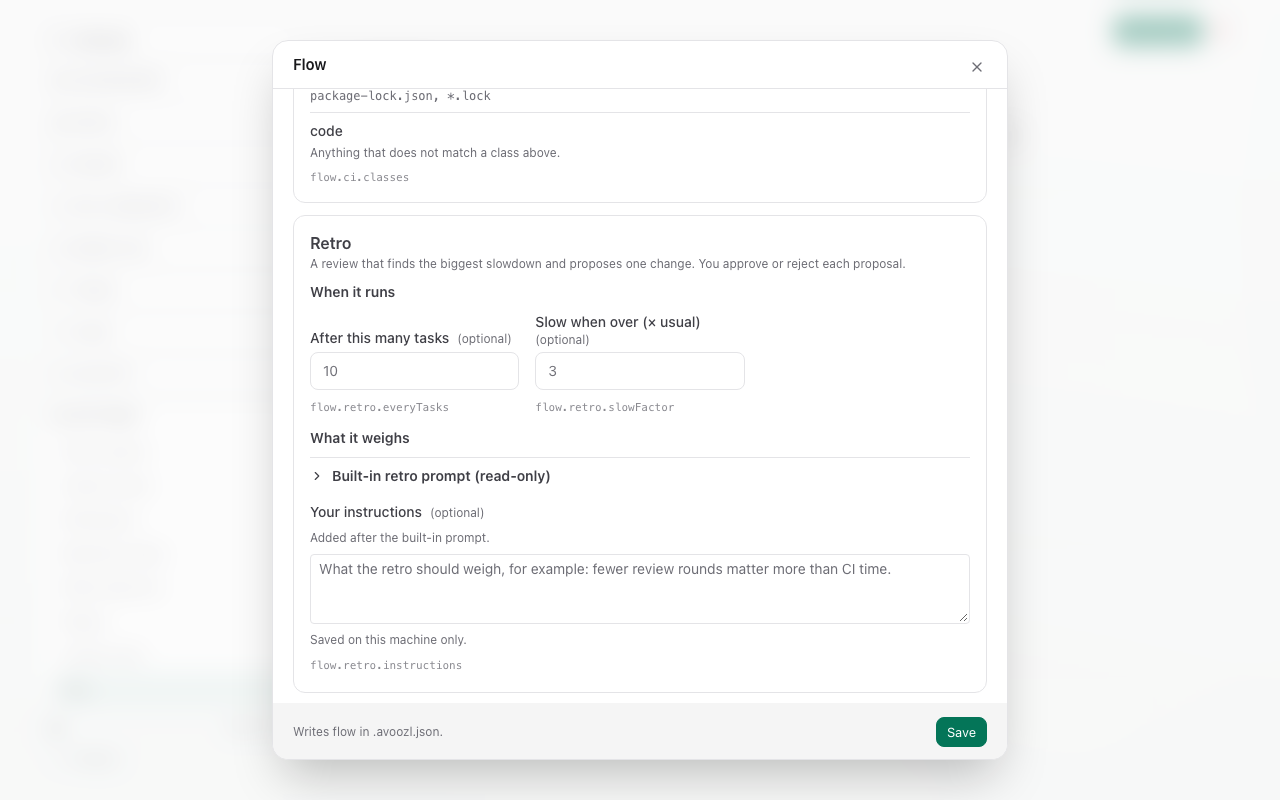 Flow
package-lock.json, *.lock
code
Anything that does not match a class above.
flow.ci.classes
Retro
A review that finds the biggest slowdown and proposes one change. You approve or reject each proposal.
When it runs
After this many tasks (optional)
10
flow.retro.everyTasks
Slow when over (× usual)
(optional)
3
flow.retro.slowFactor
What it weighs
Built-in retro prompt (read-only)
Your instructions (optional)
Added after the built-in prompt.
What the retro should weigh, for example: fewer review rounds matter more than CI time.
Saved on this machine only.
flow.retro.instructions
Writes flow in .avoozl.json.
Save